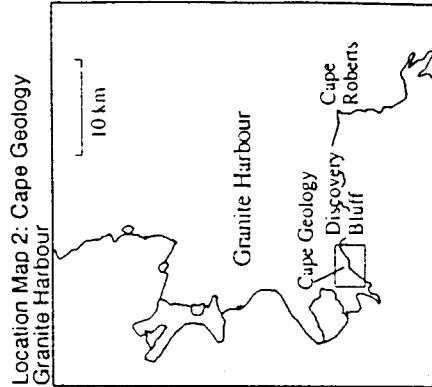 Location Map 2: Cape Geology
Granite Harbour
10 km
Granite Harbour
Cape Geology
Discovery
Bluff
Cape
Roberts